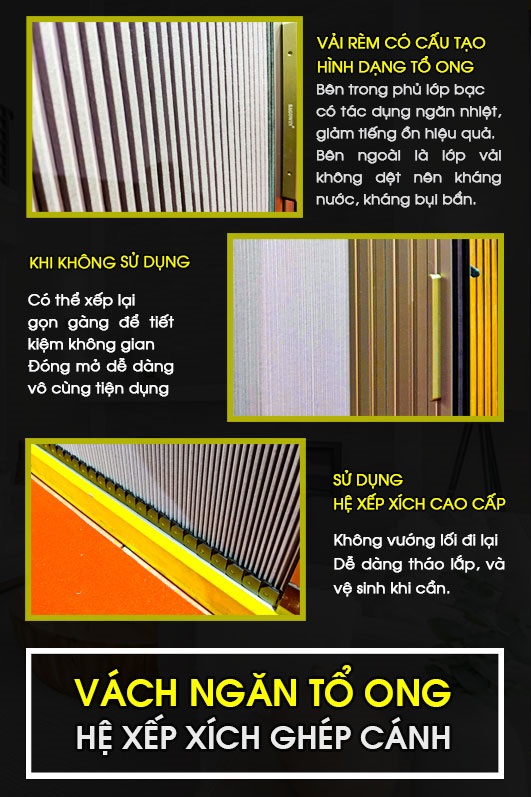 VẢI RÈM CÓ CẤU TẠO
HÌNH DẠNG TỔ ONG
Bên trong phủ lớp bạc
có tác dụng ngăn nhiệt,
giảm tiếng ồn hiệu quả.
Bên ngoài là lớp vải
không dệt nên kháng
nước, kháng bụi bẩn.
KHI KHÔNG SỬ DỤNG
Có thể xếp lại
gọn gàng để tiết
kiệm không gian
Đóng mở dễ dàng
vô cùng tiện dụng
SỬ DỤNG
HỆ XẾP XÍCH CAO CẤP
Không vướng lối đi lại
Dễ dàng tháo lắp, và
vệ sinh khi cần.
VÁCH NGĂN TỔ ONG
HỆ XẾP XÍCH GHÉP CÁNH